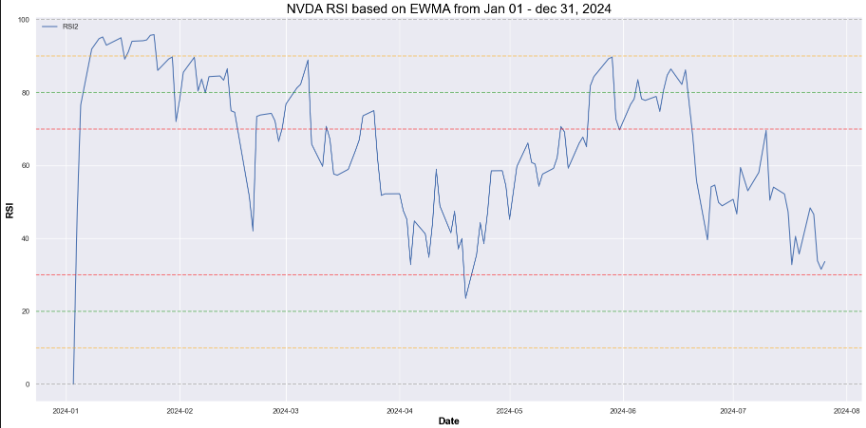 NVDA RSI based on EWMA from Jan 01 - dec 31, 2024
100
RSI2
80
60
RSI
40
20
0
2024-01 2024-02 2024-03 2024-04 2024-05 2024-06 2024-07 2024-08
Date